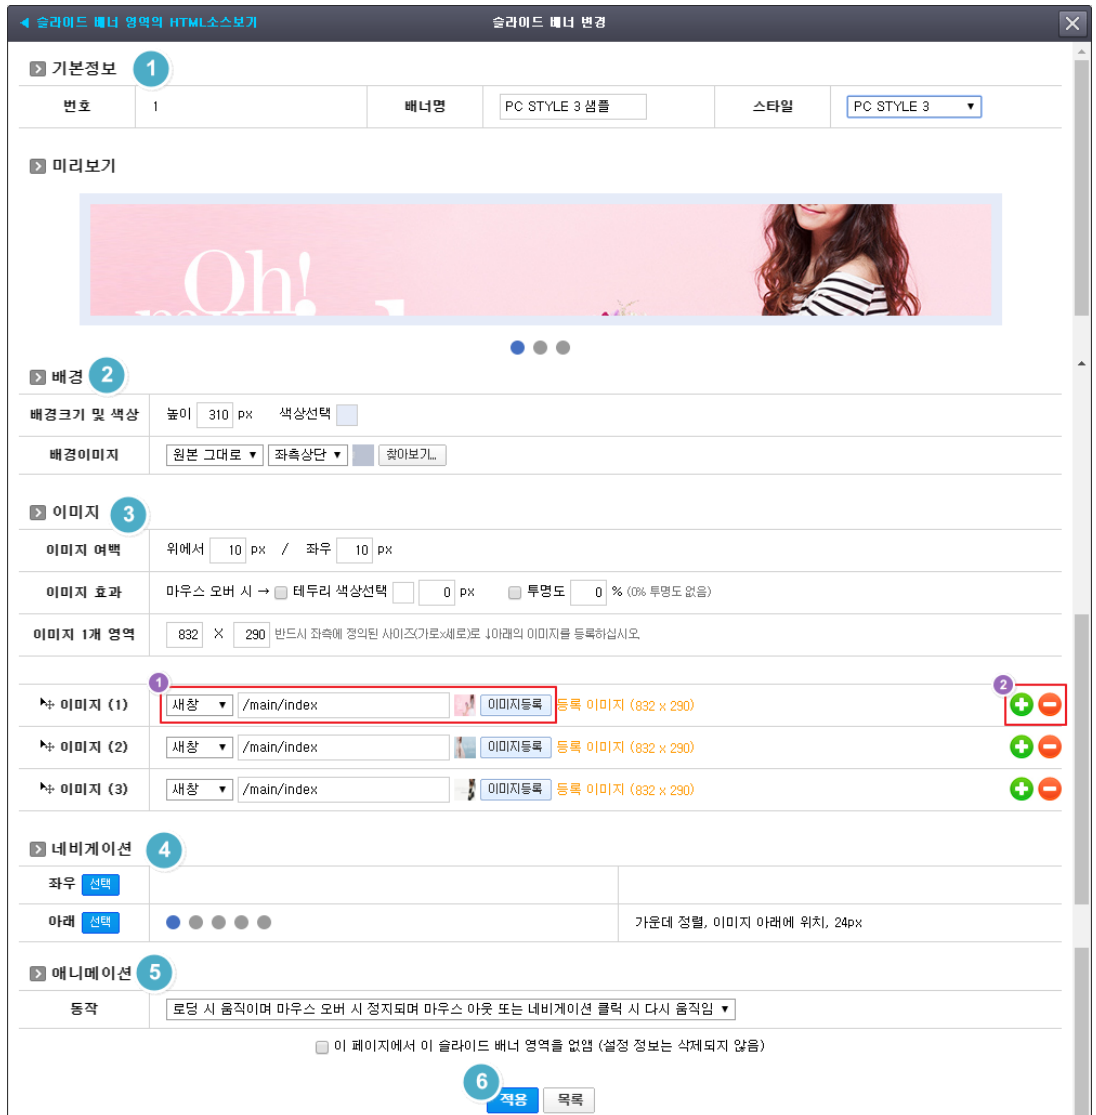 ◀ 슬라이드 배너 영역의 HTML소스보기 슬라이드 배너 변경
기본정보 1
번호 1 배너명 PC STYLE 3 샘플 스타일 PC STYLE 3 ▼
미리보기
Oh!
배경 2
배경크기 및 색상 높이 310 px 색상선택
배경이미지 원본 그대로 ▼ 좌측상단 ▼ 찾아보기...
이미지 3
이미지 여백 위에서 10 px / 좌우 10 px
이미지 효과 마우스 오버 시 → 테두리 색상선택 0 px 투명도 0 % (0% 투명도 없음)
이미지 1개 영역 832 X 290 반드시 좌측에 정의된 사이즈(가로x세로)로 ↓아래의 이미지를 등록하십시오.
1 2
이미지 (1) 새창 ▼ /main/index 이미지등록 등록 이미지 (832 x 290)
이미지 (2) 새창 ▼ /main/index 이미지등록 등록 이미지 (832 x 290)
이미지 (3) 새창 ▼ /main/index 이미지등록 등록 이미지 (832 x 290)
네비게이션 4
좌우 선택
아래 선택 가운데 정렬, 이미지 아래에 위치, 24px
애니메이션 5
동작 로딩 시 움직이며 마우스 오버 시 정지되며 마우스 아웃 또는 네비게이션 클릭 시 다시 움직임 ▼
이 페이지에서 이 슬라이드 배너 영역을 없앰 (설정 정보는 삭제되지 않음)
6
적용 목록